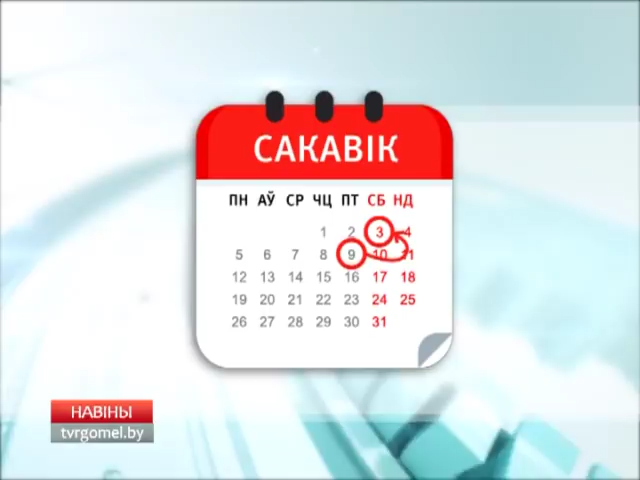 САКАВІК
ПН АЎ СР ЧЦ ПТ СБ НД
1 2 3 4
5 6 7 8 9 10 11
12 13 14 15 16 17 18
19 20 21 22 23 24 25
26 27 28 29 30 31
НАВІНЫ
tvrgomel.by